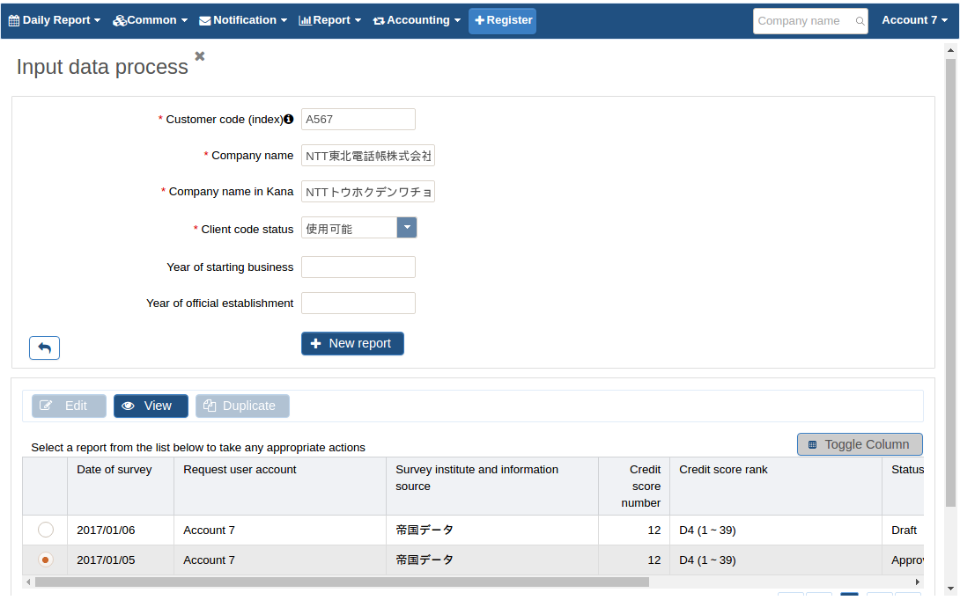 Daily Report Common Notification Report Accounting Register Company name Account 7
Input data process
* Customer code (index) A567
* Company name NTT東北電話帳株式会社
* Company name in Kana NTTトウホクデンワチョ
* Client code status 使用可能
Year of starting business
Year of official establishment
New report
Edit View Duplicate
Select a report from the list below to take any appropriate actions Toggle Column
Date of survey Request user account Survey institute and information Credit Credit score rank Status
source score
number
2017/01/06 Account 7 帝国データ 12 D4 (1 ~ 39) Draft
2017/01/05 Account 7 帝国データ 12 D4 (1 ~ 39) Appro